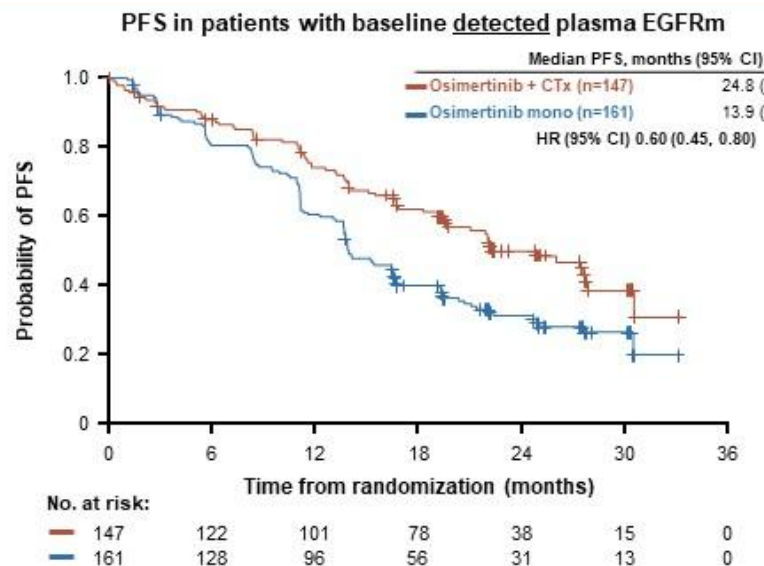 PFS in patients with baseline detected plasma EGFRm
Median PFS, months (95% CI)
Osimertinib + CTx (n=147) 24.8 (
Osimertinib mono (n=161) 13.9 (
HR (95% CI) 0.60 (0.45, 0.80)
Probability of PFS
1.0
0.8
0.6
0.4
0.2
0
0 6 12 18 24 30 36
Time from randomization (months)
No. at risk:
147 122 101 78 38 15 0
161 128 96 56 31 13 0